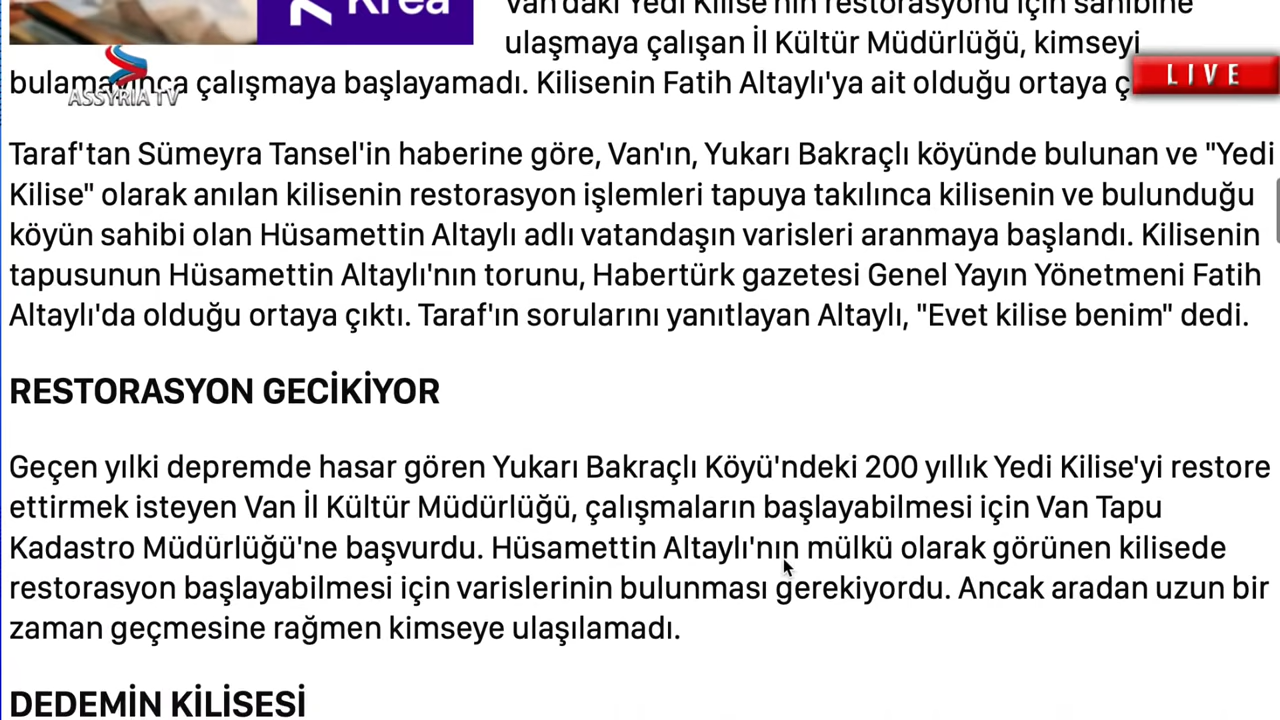 Krea
Van'daki Yedi Kilise'nin restorasyonu için sahibine
ulaşmaya çalışan İl Kültür Müdürlüğü, kimseyi
bulamayınca çalışmaya başlayamadı. Kilisenin Fatih Altaylı'ya ait olduğu ortaya ç
ASSYRIA TV
LIVE
Taraf'tan Sümeyra Tansel'in haberine göre, Van'ın, Yukarı Bakraçlı köyünde bulunan ve "Yedi
Kilise" olarak anılan kilisenin restorasyon işlemleri tapuya takılınca kilisenin ve bulunduğu
köyün sahibi olan Hüsamettin Altaylı adlı vatandaşın varisleri aranmaya başlandı. Kilisenin
tapusunun Hüsamettin Altaylı'nın torunu, Habertürk gazetesi Genel Yayın Yönetmeni Fatih
Altaylı'da olduğu ortaya çıktı. Taraf'ın sorularını yanıtlayan Altaylı, "Evet kilise benim" dedi.
RESTORASYON GECİKİYOR
Geçen yılki depremde hasar gören Yukarı Bakraçlı Köyü'ndeki 200 yıllık Yedi Kilise'yi restore
ettirmek isteyen Van İl Kültür Müdürlüğü, çalışmaların başlayabilmesi için Van Tapu
Kadastro Müdürlüğü'ne başvurdu. Hüsamettin Altaylı'nın mülkü olarak görünen kilisede
restorasyon başlayabilmesi için varislerinin bulunması gerekiyordu. Ancak aradan uzun bir
zaman geçmesine rağmen kimseye ulaşılamadı.
DEDEMİN KİLİSESİ